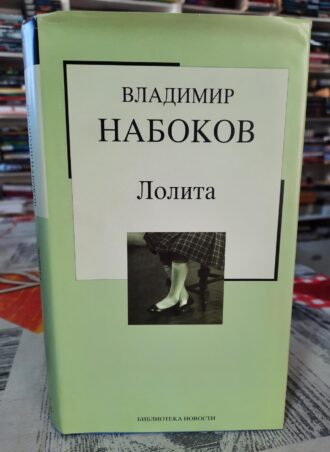 ВЛАДИМИР
НАБОКОВ
Лолита
БИБЛИОТЕКА НОВОСТИ